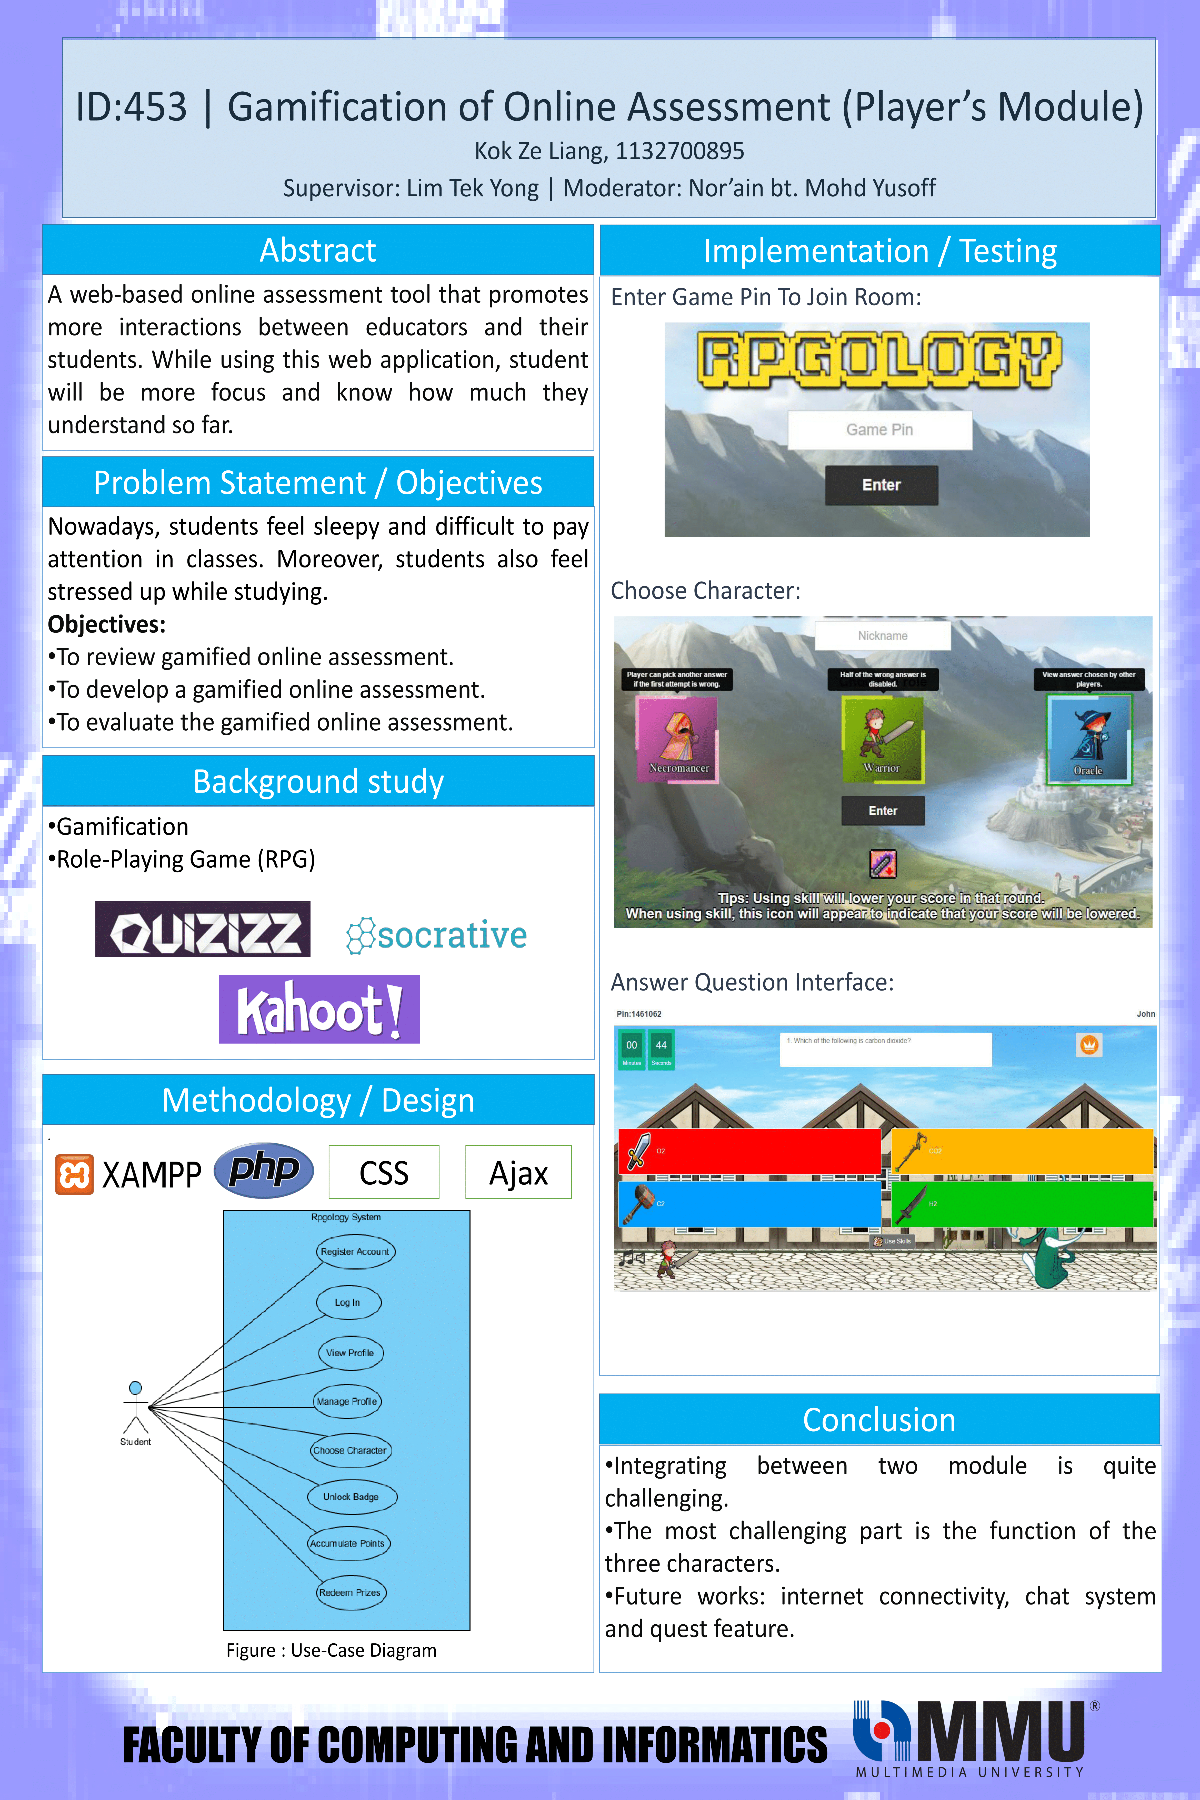 ID:453 | Gamification of Online Assessment (Player's Module)
Kok Ze Liang, 1132700895
Supervisor: Lim Tek Yong | Moderator: Nor'ain bt. Mohd Yusoff
Abstract
A web-based online assessment tool that promotes
more interactions between educators and their
students. While using this web application, student
will be more focus and know how much they
understand so far.
Problem Statement / Objectives
Nowadays, students feel sleepy and difficult to pay
attention in classes. Moreover, students also feel
stressed up while studying.
Objectives:
•To review gamified online assessment.
•To develop a gamified online assessment.
•To evaluate the gamified online assessment.
Background study
•Gamification
•Role-Playing Game (RPG)
QUIZIZZ
socrative
Kahoot!
Methodology / Design
XAMPP
php
CSS
Ajax
Rpgology System
Register Account
Log In
View Profile
Manage Profile
Choose Character
Unlock Badge
Accumulate Points
Redeem Prizes
Student
Figure : Use-Case Diagram
Implementation / Testing
Enter Game Pin To Join Room:
RPGOLOGY
Game Pin
Enter
Choose Character:
Nickname
Player can pick another answer
if the first attempt is wrong.
Half of the wrong answer is
disabled.
View answer chosen by other
players.
Necromancer
Warrior
Oracle
Enter
Tips: Using skill will lower your score in that round.
When using skill, this icon will appear to indicate that your score will be lowered.
Answer Question Interface:
Pin:1461062
John
00
44
Minutes
Seconds
1. Which of the following is carbon dioxide?
O2
CO2
C2
H2
Use Skills
Conclusion
•Integrating between two module is quite
challenging.
•The most challenging part is the function of the
three characters.
•Future works: internet connectivity, chat system
and quest feature.
FACULTY OF COMPUTING AND INFORMATICS
MMU®
MULTIMEDIA UNIVERSITY